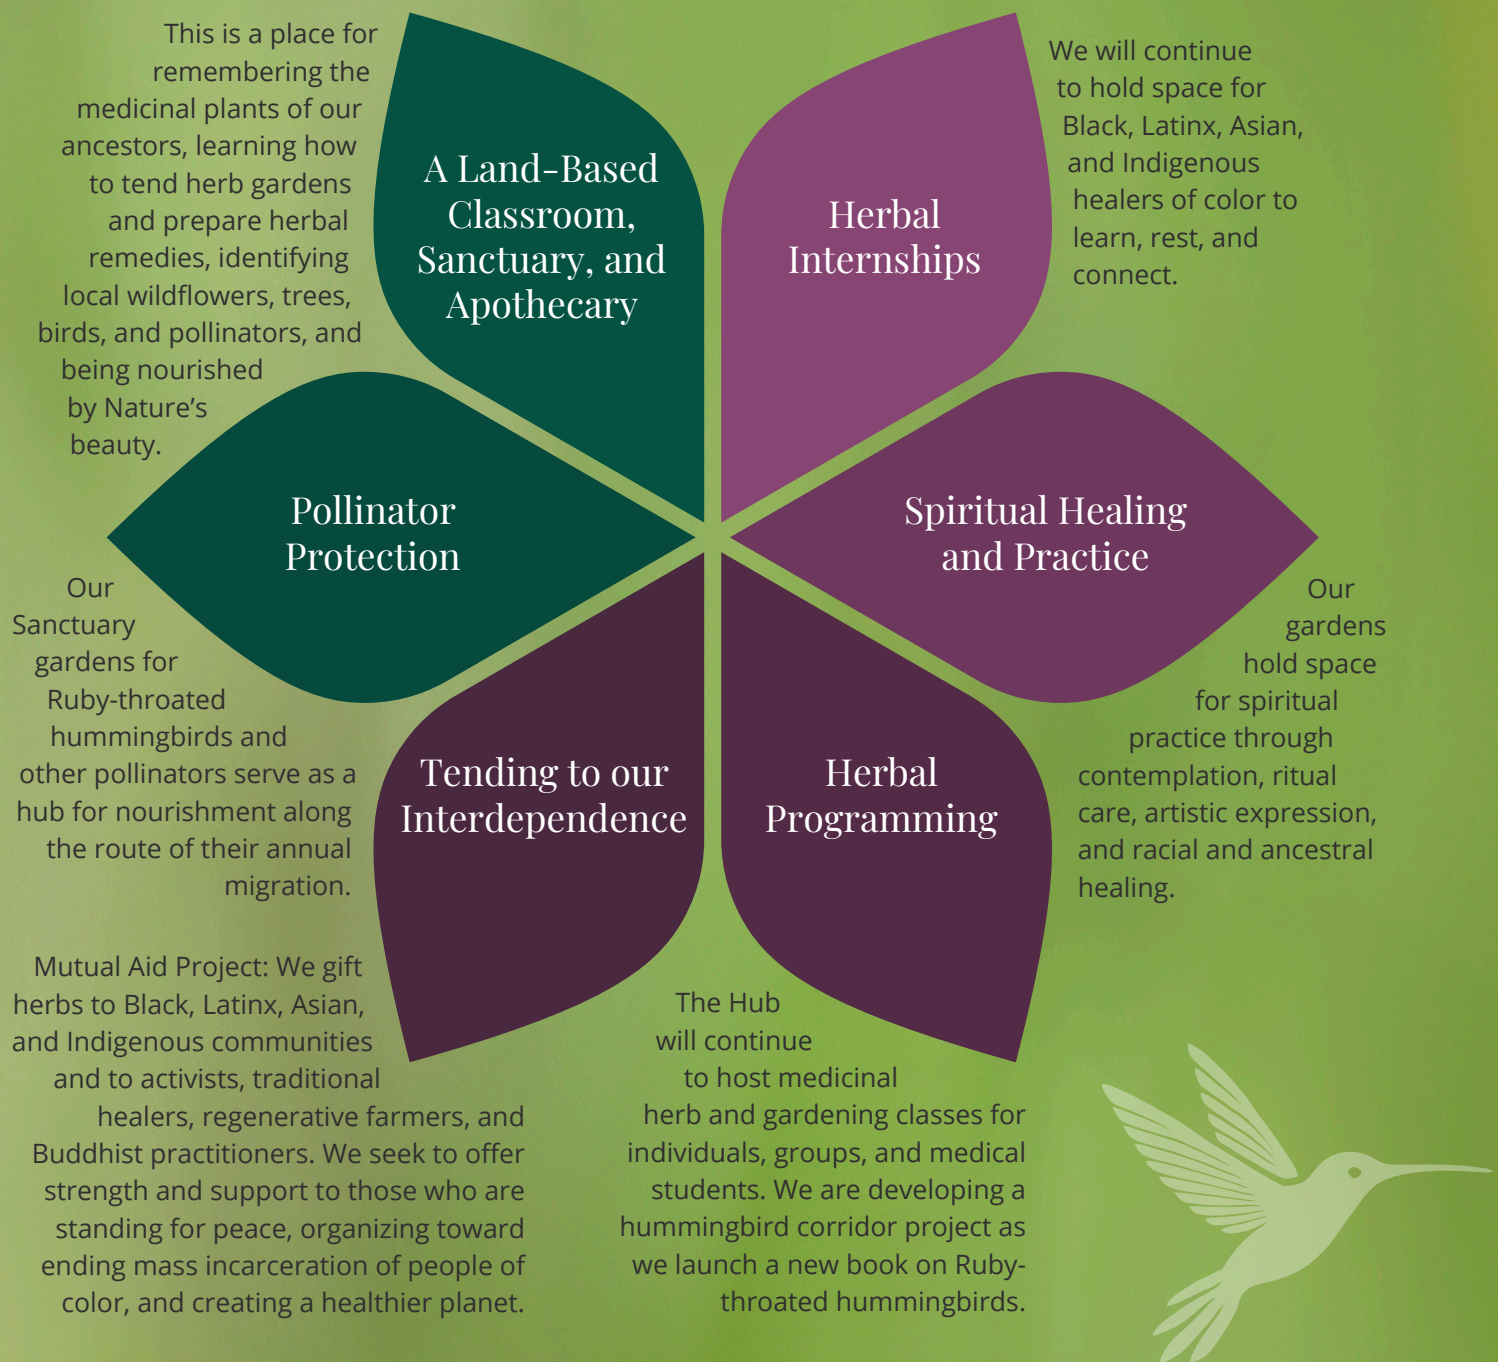 This is a place for
remembering the
medicinal plants of our
ancestors, learning how
to tend herb gardens
and prepare herbal
remedies, identifying
local wildflowers, trees,
birds, and pollinators, and
being nourished
by Nature’s
beauty.
A Land-Based
Classroom,
Sanctuary, and
Apothecary
Herbal
Internships
We will continue
to hold space for
Black, Latinx, Asian,
and Indigenous
healers of color to
learn, rest, and
connect.
Pollinator
Protection
Our
Sanctuary
gardens for
Ruby-throated
hummingbirds and
other pollinators serve as a
hub for nourishment along
the route of their annual
migration.
Spiritual Healing
and Practice
Our
gardens
hold space
for spiritual
practice through
contemplation, ritual
care, artistic expression,
and racial and ancestral
healing.
Tending to our
Interdependence
Mutual Aid Project: We gift
herbs to Black, Latinx, Asian,
and Indigenous communities
and to activists, traditional
healers, regenerative farmers, and
Buddhist practitioners. We seek to offer
strength and support to those who are
standing for peace, organizing toward
ending mass incarceration of people of
color, and creating a healthier planet.
Herbal
Programming
The Hub
will continue
to host medicinal
herb and gardening classes for
individuals, groups, and medical
students. We are developing a
hummingbird corridor project as
we launch a new book on Ruby-
throated hummingbirds.